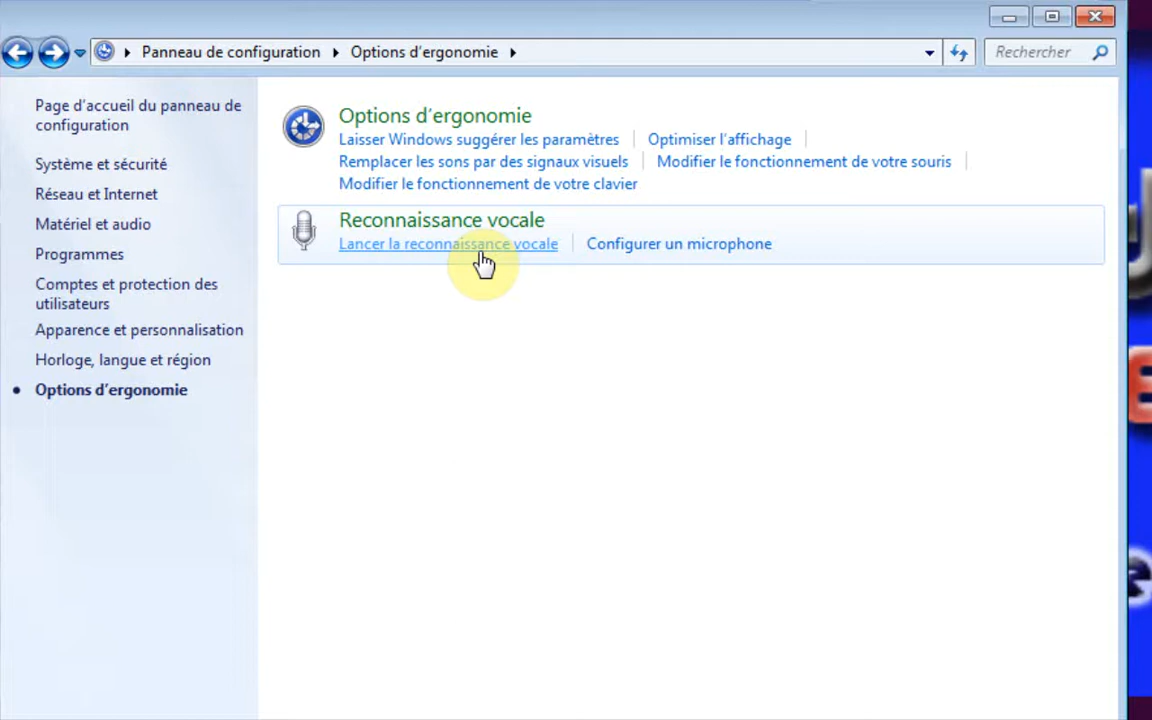 Panneau de configuration
Options d'ergonomie
Rechercher
Page d'accueil du panneau de
configuration
Système et sécurité
Réseau et Internet
Matériel et audio
Programmes
Comptes et protection des
utilisateurs
Apparence et personnalisation
Horloge, langue et région
Options d'ergonomie
Options d'ergonomie
Laisser Windows suggérer les paramètres
Optimiser l'affichage
Remplacer les sons par des signaux visuels
Modifier le fonctionnement de votre souris
Modifier le fonctionnement de votre clavier
Reconnaissance vocale
Lancer la reconnaissance vocale
Configurer un microphone